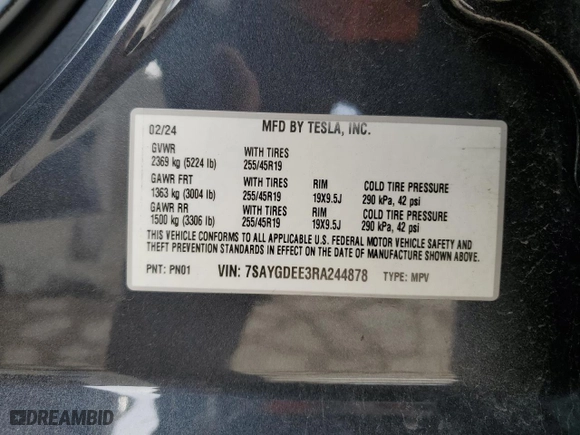 02/24 MFD BY TESLA, INC.
GVWR WITH TIRES
2369 kg (5224 lb) 255/45R19
GAWR FRT WITH TIRES RIM COLD TIRE PRESSURE
1363 kg (3004 lb) 255/45R19 19X9.5J 290 kPa, 42 psi
GAWR RR WITH TIRES RIM COLD TIRE PRESSURE
1500 kg (3306 lb) 255/45R19 19X9.5J 290 kPa, 42 psi
THIS VEHICLE CONFORMS TO ALL APPLICABLE U.S. FEDERAL MOTOR VEHICLE SAFETY AND
THEFT PREVENTION STANDARDS IN EFFECT ON THE DATE OF MANUFACTURE SHOWN ABOVE.
PNT: PN01 VIN: 7SAYGDEE3RA244878 TYPE: MPV
DREAMBID